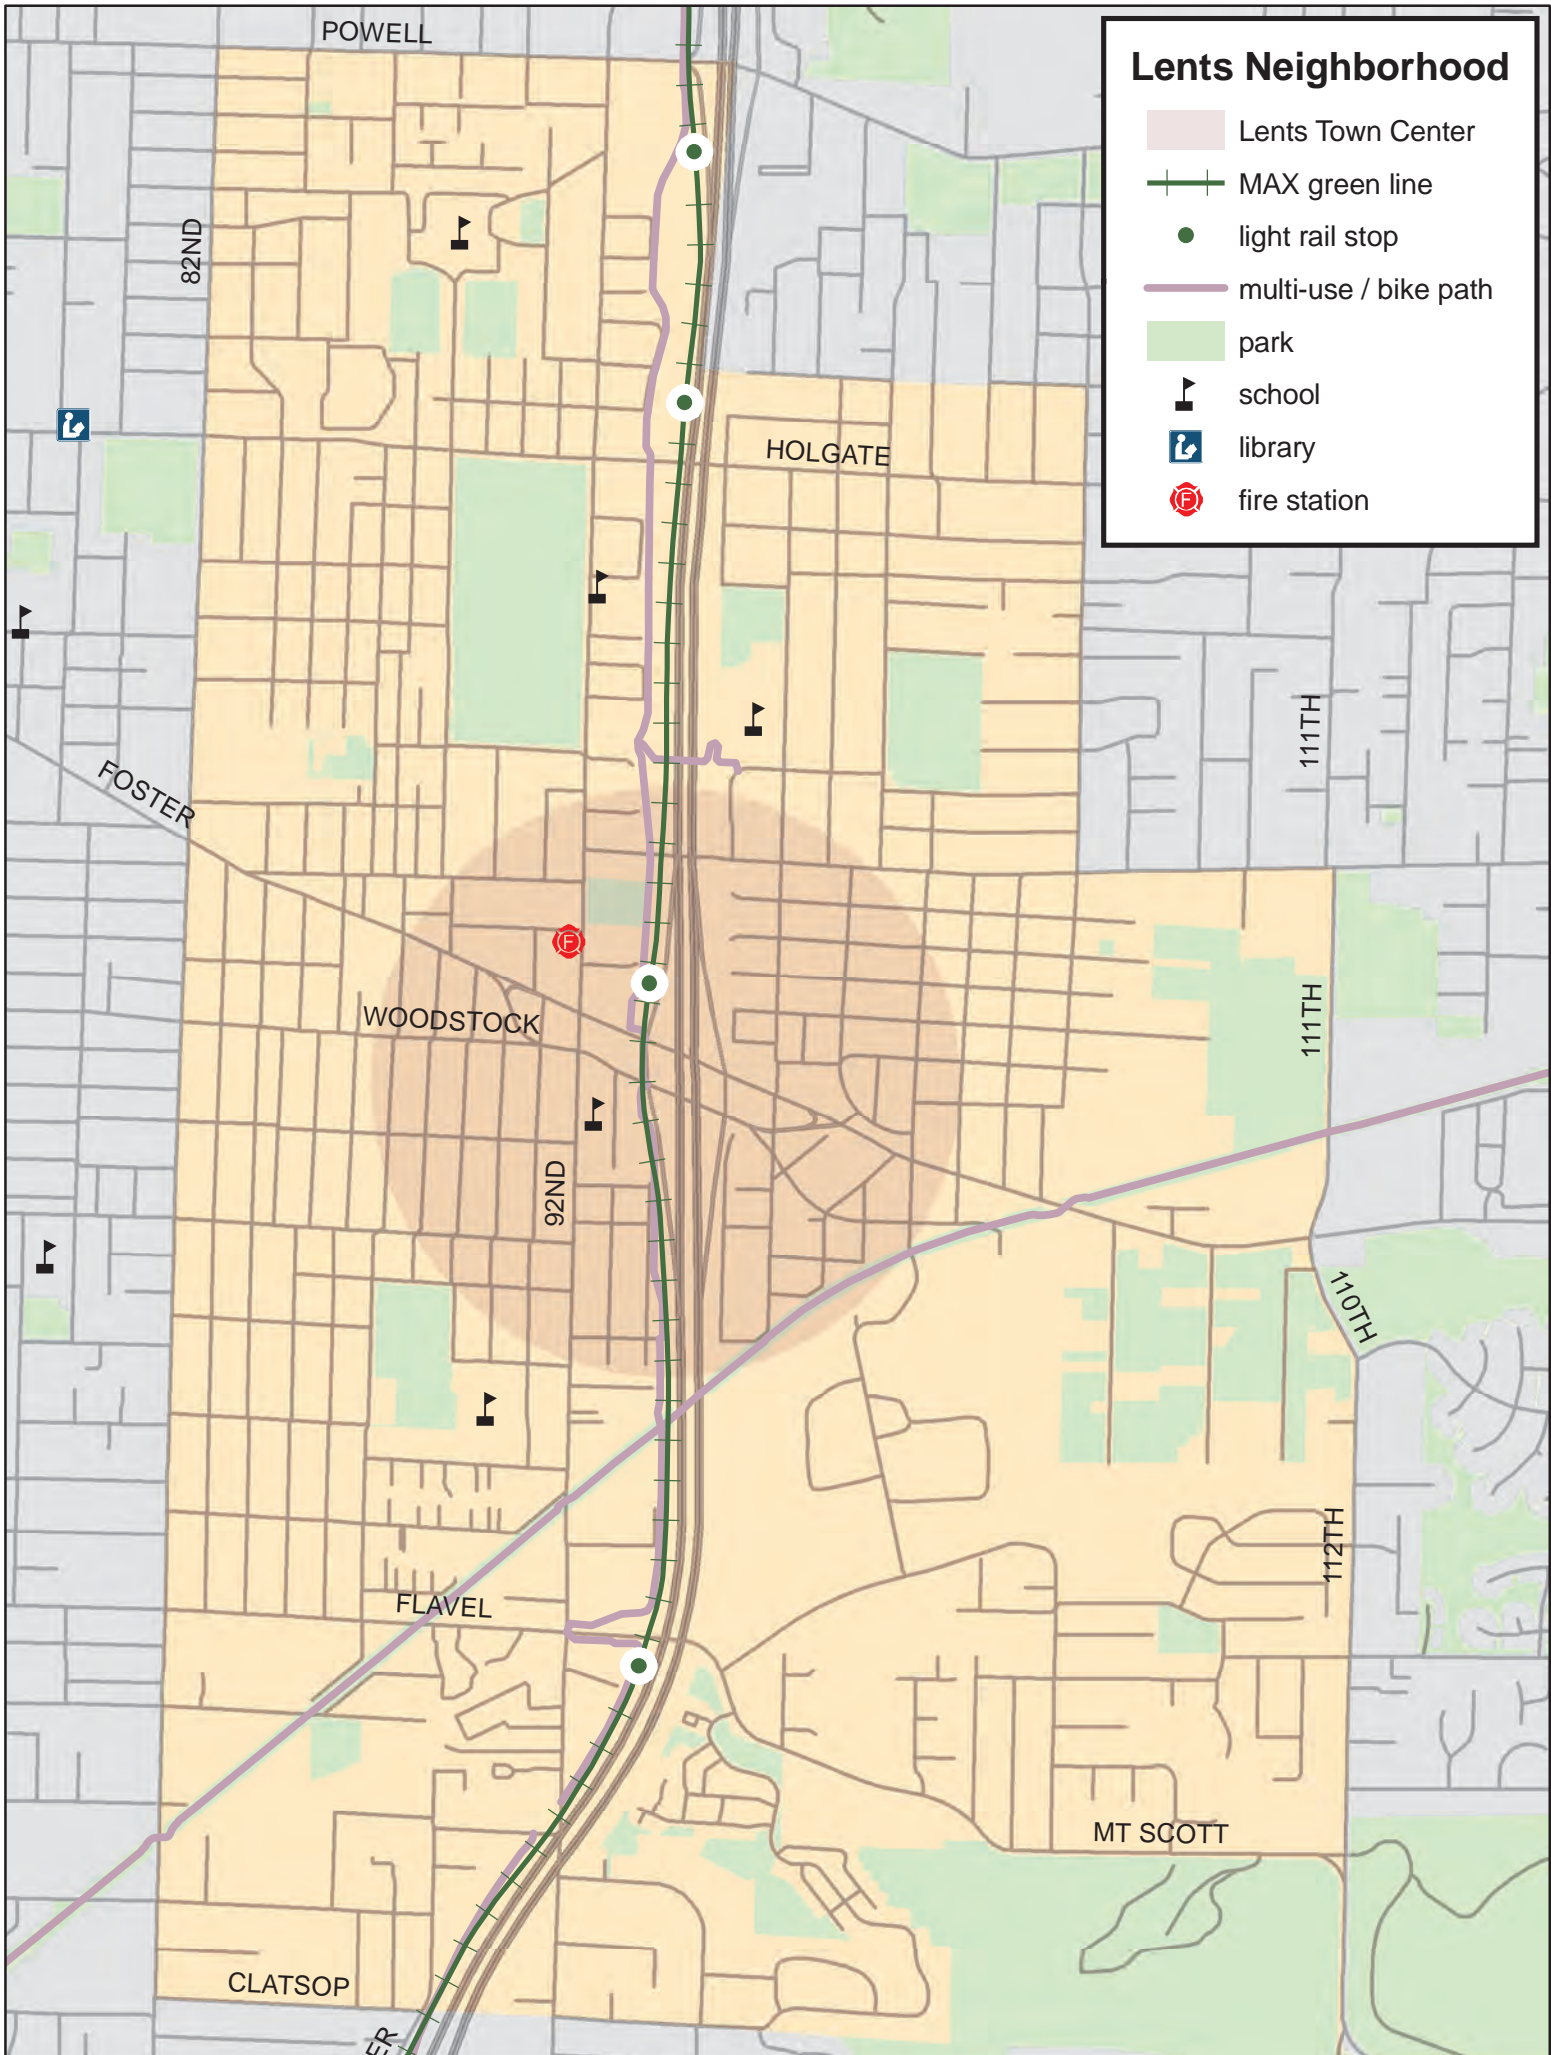 POWELL
Lents Neighborhood
Lents Town Center
MAX green line
light rail stop
multi-use / bike path
park
school
library
F
fire station
82ND
HOLGATE
111TH
FOSTER
F
WOODSTOCK
111TH
92ND
110TH
112TH
FLAVEL
MT SCOTT
CLATSOP
ER